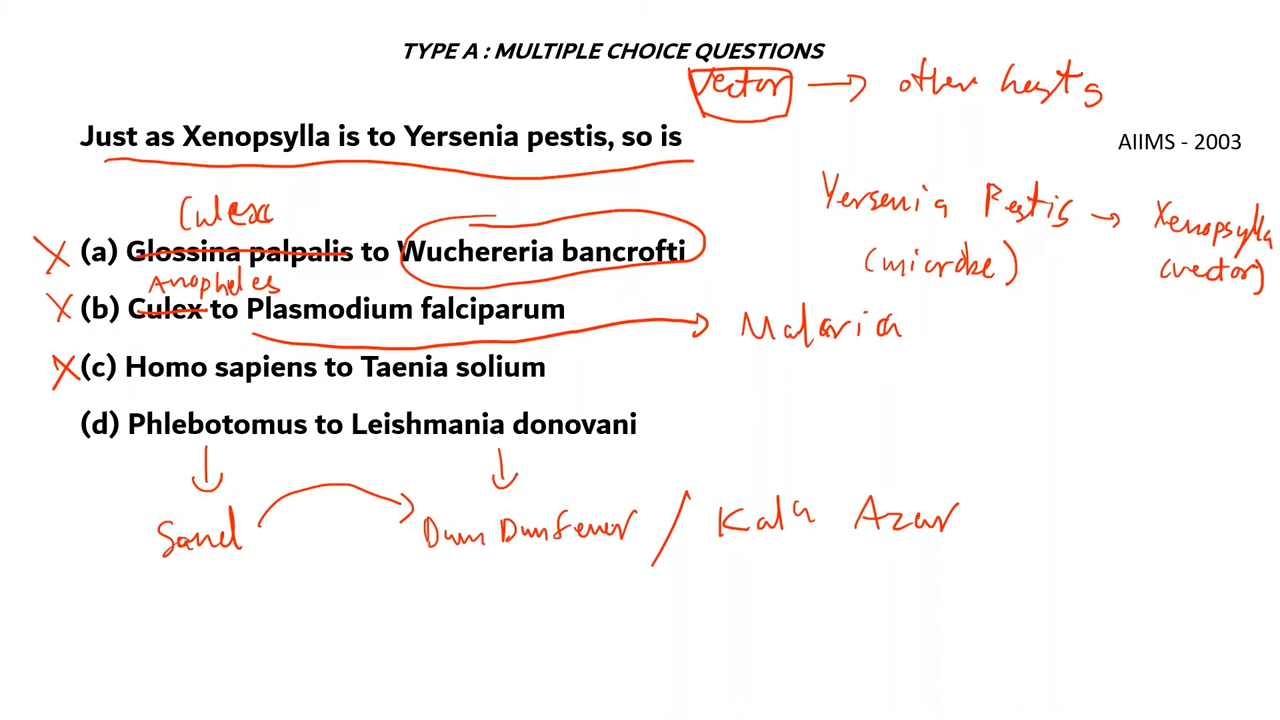 TYPE A : MULTIPLE CHOICE QUESTIONS
Vector → other hosts
Just as Xenopsylla is to Yersenia pestis, so is
AIIMS - 2003
Yersenia Pestis → Xenopsylla
(microbe) (vector)
Culex
(a) Glossina palpalis to Wuchereria bancrofti
Anopheles
(b) Culex to Plasmodium falciparum
Malaria
(c) Homo sapiens to Taenia solium
(d) Phlebotomus to Leishmania donovani
Sand Dum Dum fever / Kala Azar